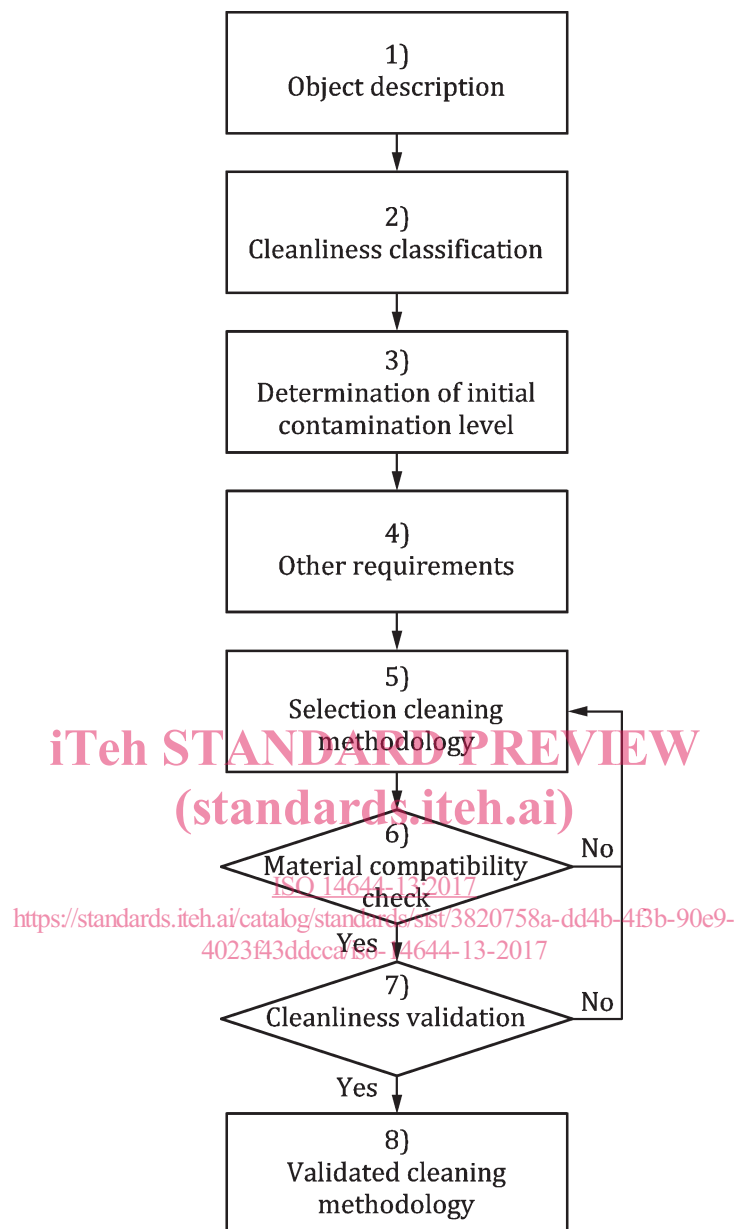 1)
Object description
2)
Cleanliness classification
3)
Determination of initial
contamination level
4)
Other requirements
5)
Selection cleaning
methodology
iTeh STANDARD PREVIEW
(standards.iteh.ai)
6)
Material compatibility
check
No
ISO 14644-13:2017
https://standards.iteh.ai/catalog/standards/sist/3820758a-dd4b-4f3b-90e9-
4023f43ddcca/iso-14644-13-2017
Yes
7)
Cleanliness validation
No
Yes
8)
Validated cleaning
methodology